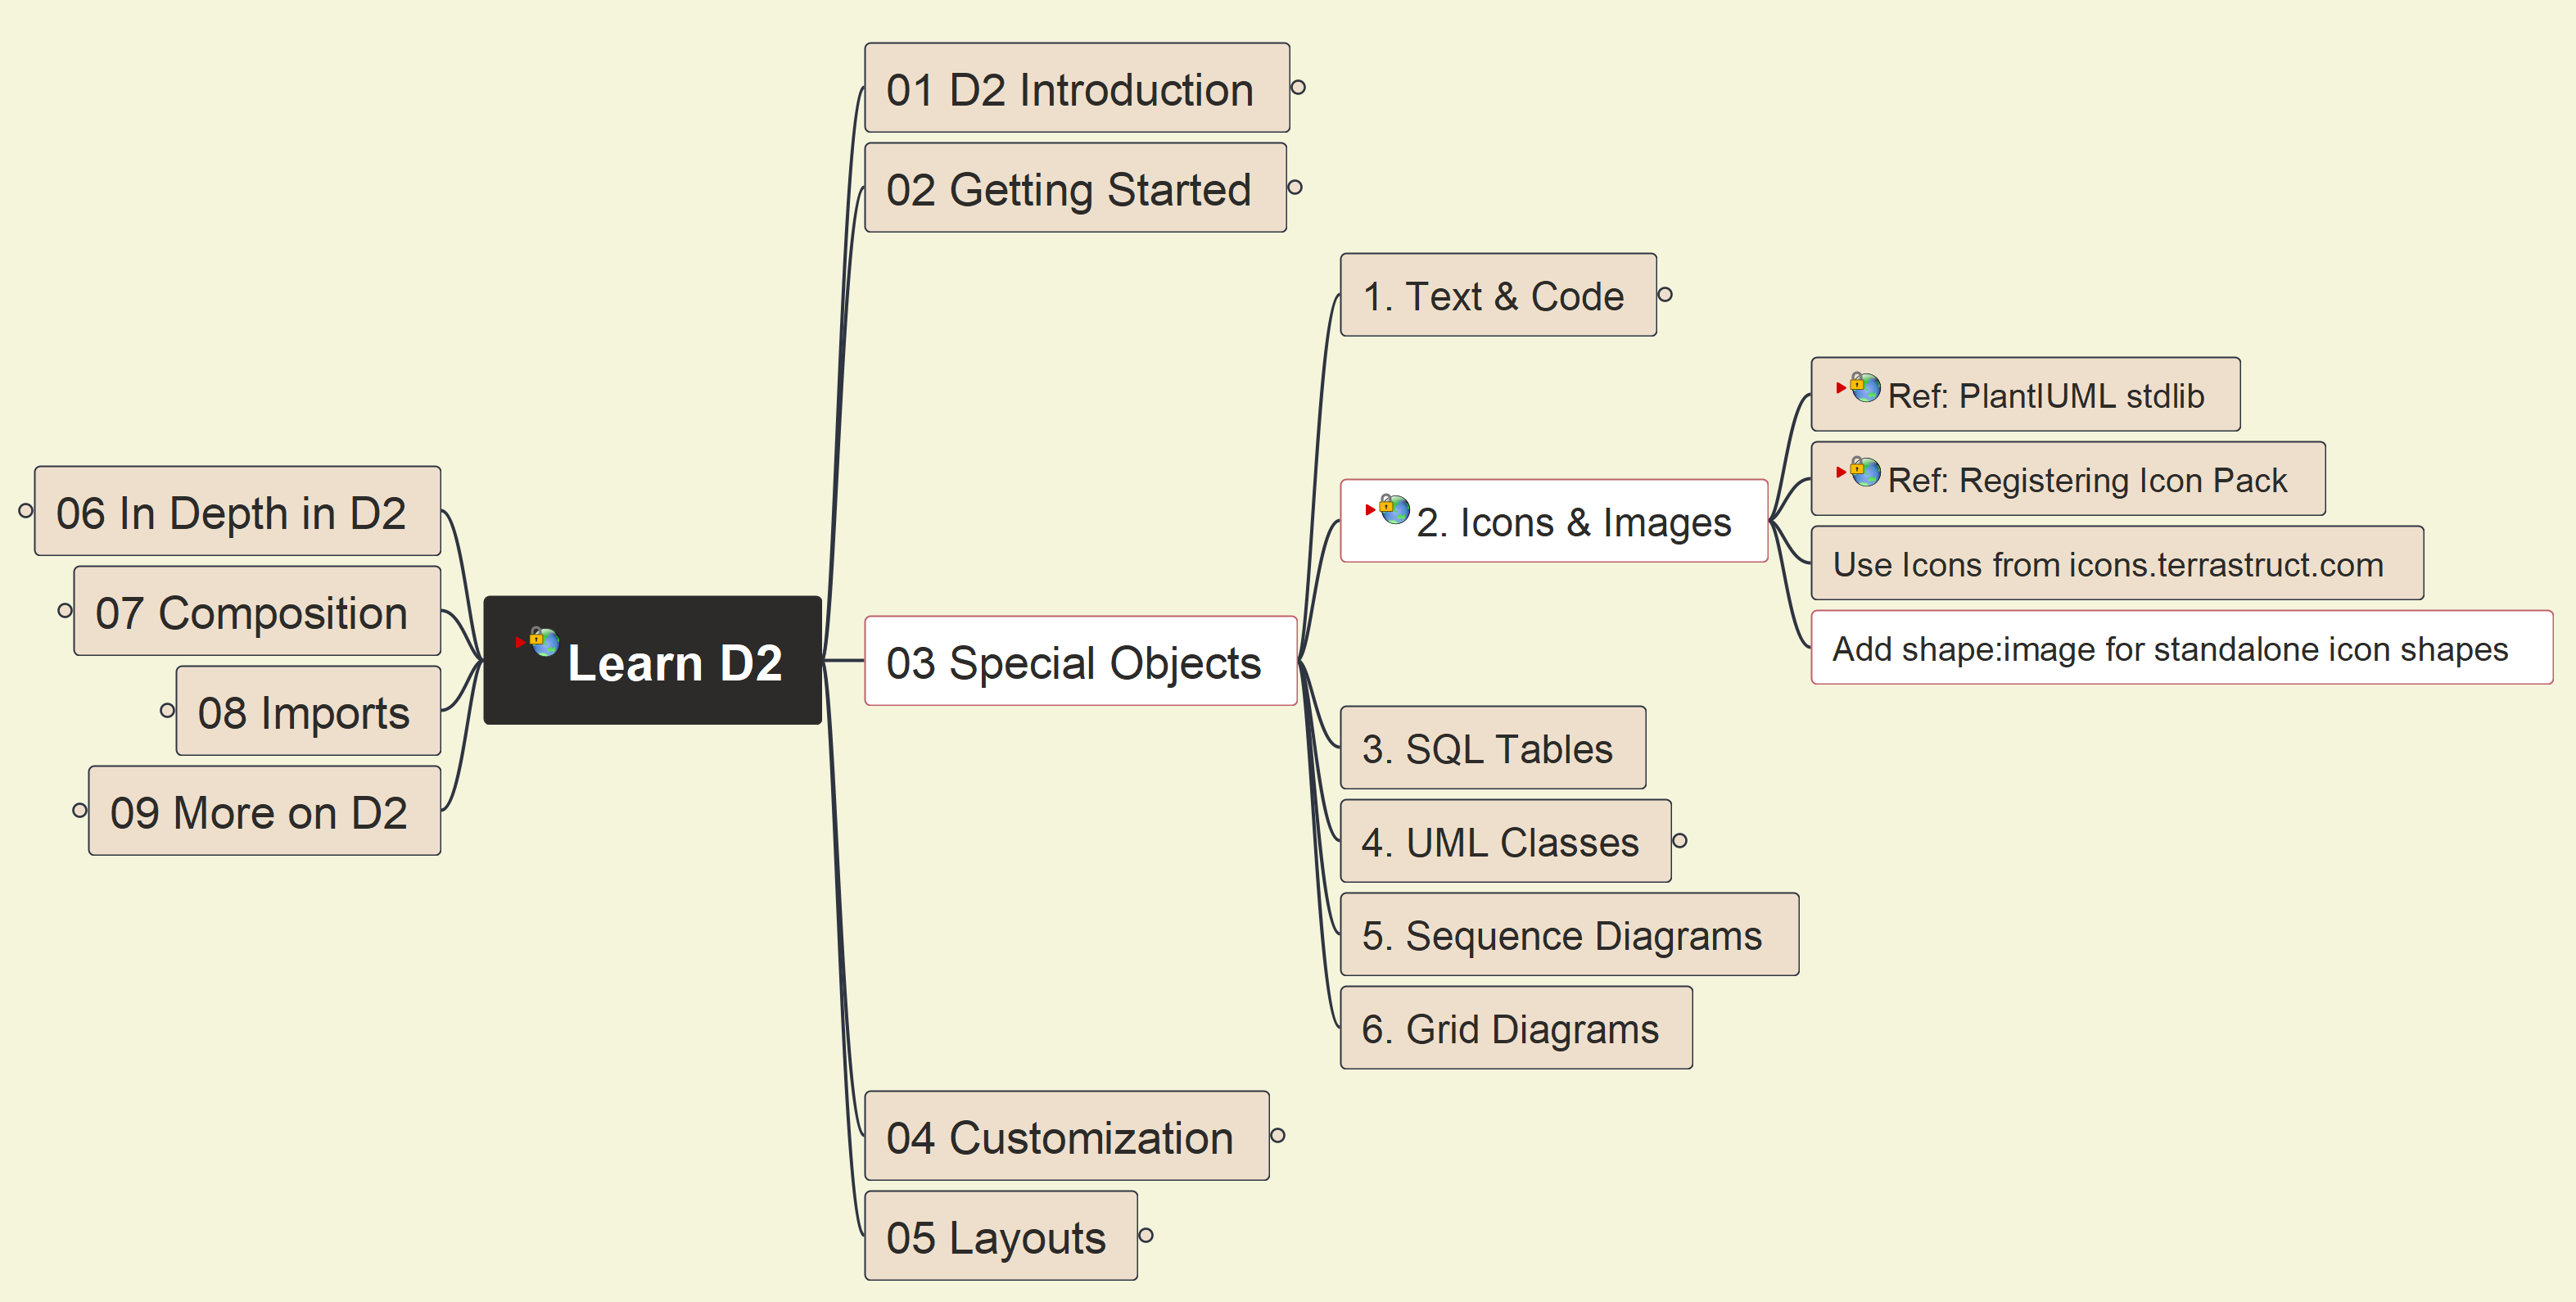 Learn D2
01 D2 Introduction
02 Getting Started
03 Special Objects
1. Text & Code
2. Icons & Images
Ref: PlantlUML stdlib
Ref: Registering Icon Pack
Use Icons from icons.terrastruct.com
Add shape:image for standalone icon shapes
3. SQL Tables
4. UML Classes
5. Sequence Diagrams
6. Grid Diagrams
04 Customization
05 Layouts
06 In Depth in D2
07 Composition
08 Imports
09 More on D2